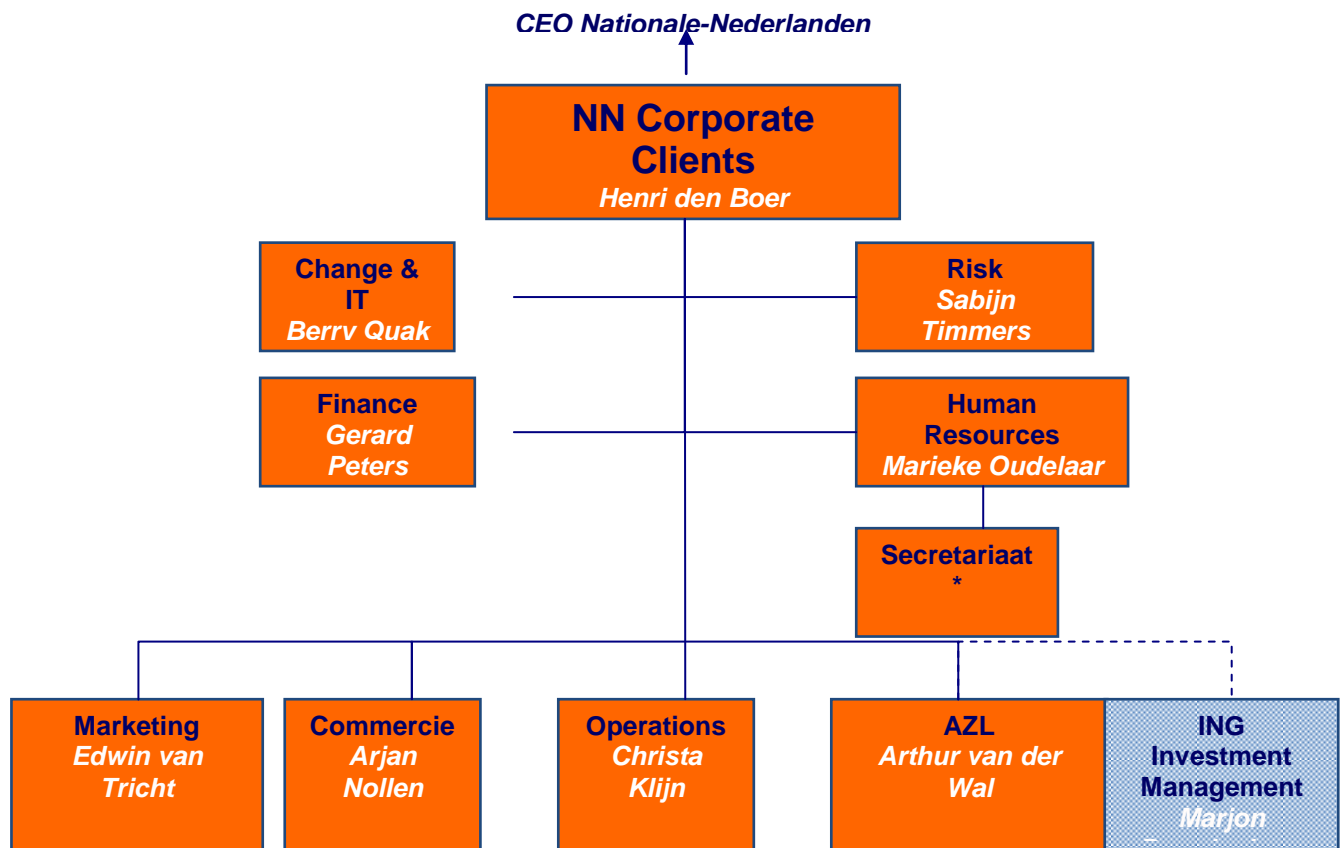 CEO Nationale-Nederlanden
NN Corporate
Clients
Henri den Boer
Change &
IT
Berry Quak
Risk
Sabijn
Timmers
Finance
Gerard
Peters
Human
Resources
Marieke Oudelaar
Secretariaat
*
Marketing
Edwin van
Tricht
Commercie
Arjan
Nollen
Operations
Christa
Klijn
AZL
Arthur van der
Wal
ING
Investment
Management
Marjon